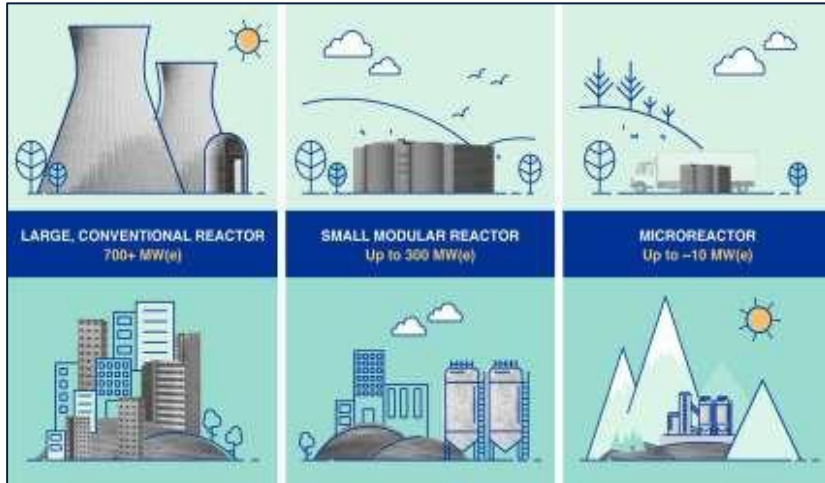 LARGE, CONVENTIONAL REACTOR
700+ MW(e)
SMALL MODULAR REACTOR
Up to 300 MW(e)
MICROREACTOR
Up to ~10 MW(e)